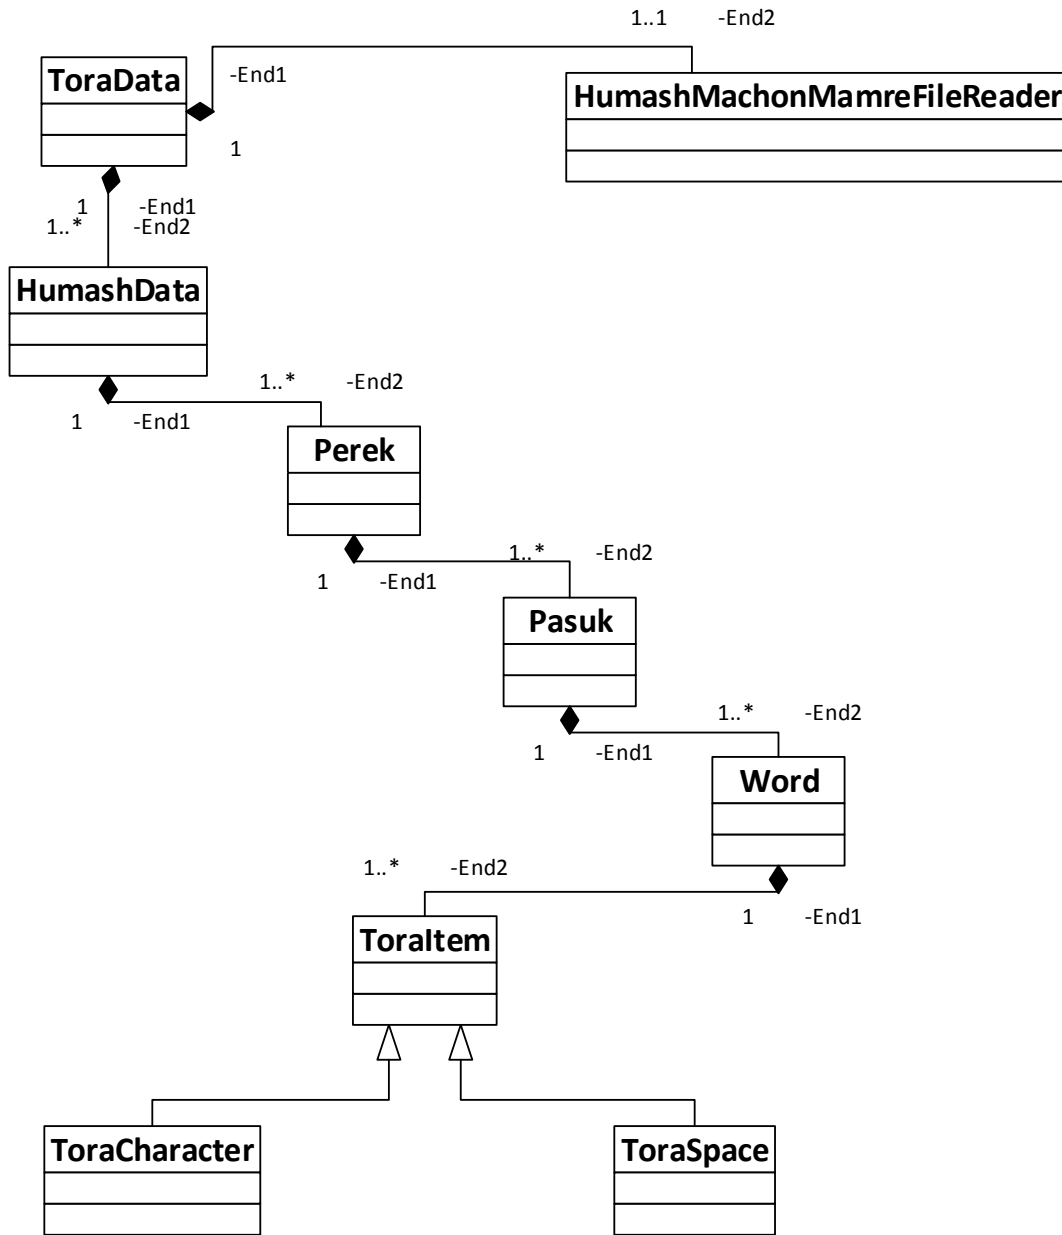 1..1 -End2
ToraData
-End1
HumashMachonMamreFileReader
1
1 -End1
1..* -End2
HumashData
1..* -End2
1 -End1
Perek
1..* -End2
1 -End1
Pasuk
1..* -End2
1 -End1
Word
1..* -End2
1 -End1
ToraItem
ToraCharacter
ToraSpace